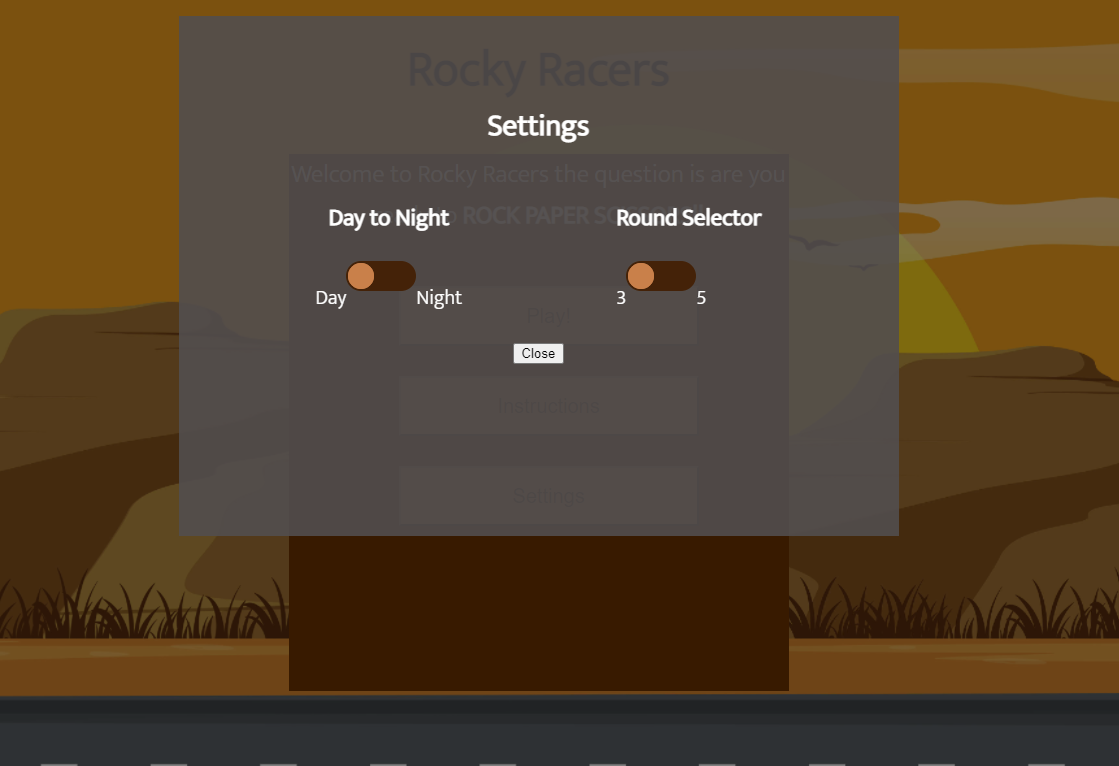 Rocky Racers
Settings
Welcome to Rocky Racers the question is are you
ROCK PAPER
Day to Night Round Selector
Day Night 3 5
Play!
Close
Instructions
Settings